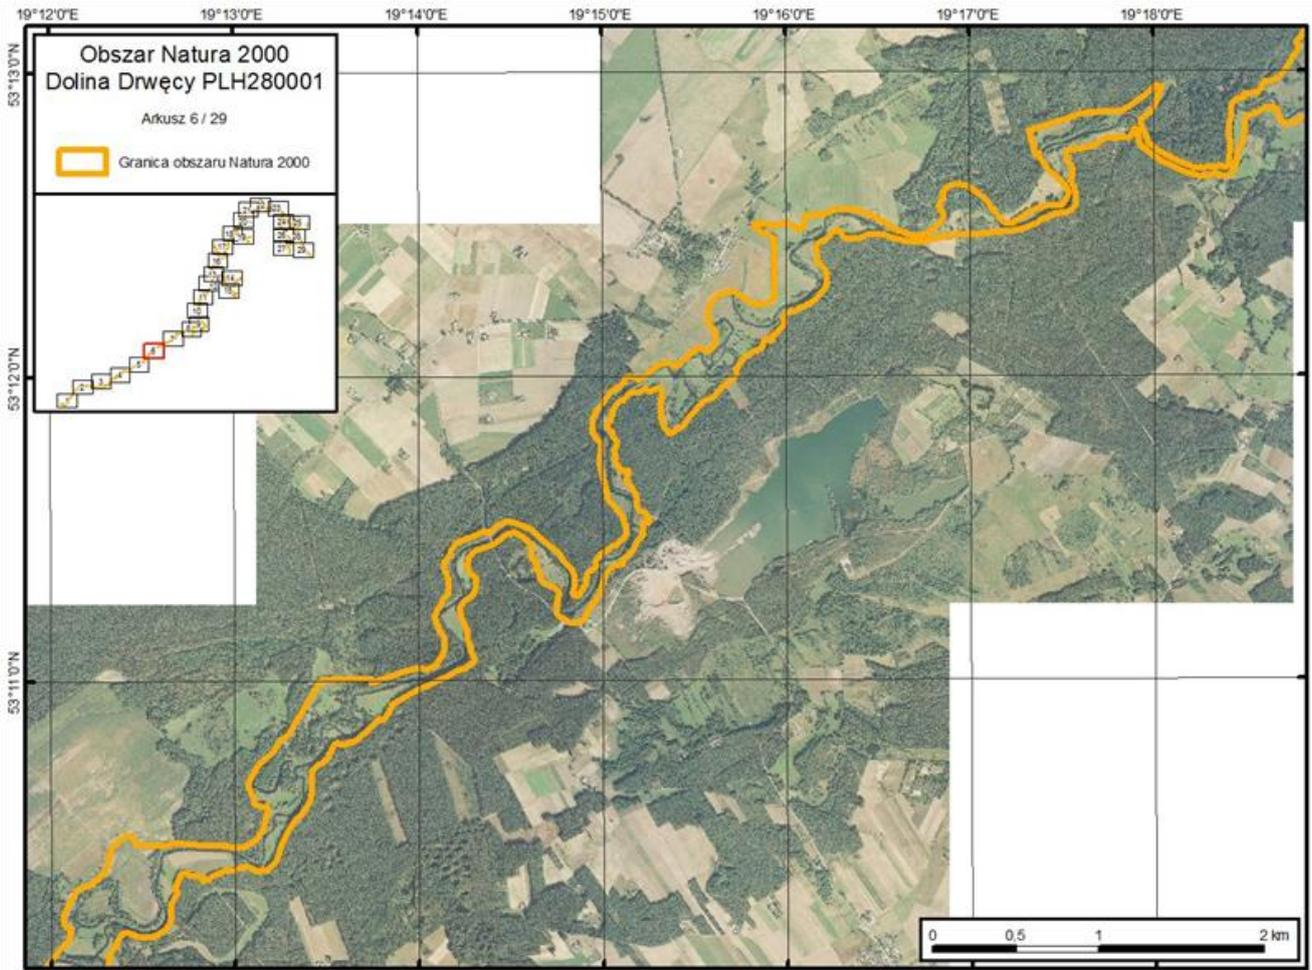 19°12'0"E 19°13'0"E 19°14'0"E 19°15'0"E 19°16'0"E 19°17'0"E 19°18'0"E
Obszar Natura 2000
Dolina Drwęcy PLH280001
Arkusz 6 / 29
Granica obszaru Natura 2000
53°13'0"N
53°12'0"N
53°11'0"N
0 0,5 1 2 km